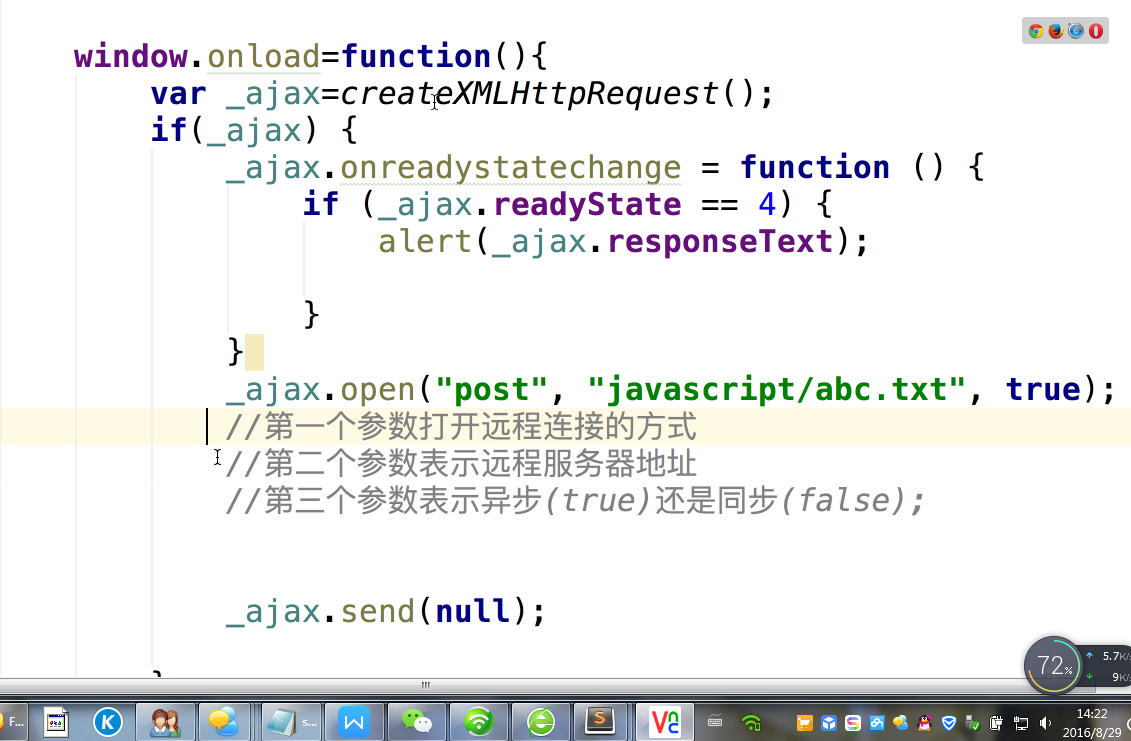 window.onload=function(){
var _ajax=createXMLHttpRequest();
if(_ajax) {
_ajax.onreadystatechange = function () {
if (_ajax.readyState == 4) {
alert(_ajax.responseText);
}
}
_ajax.open("post", "javascript/abc.txt", true);
//第一个参数打开远程连接的方式
//第二个参数表示远程服务器地址
//第三个参数表示异步(true)还是同步(false);
_ajax.send(null);
72%
5.7K/
9K/
F...
s...
14:22
2016/8/29